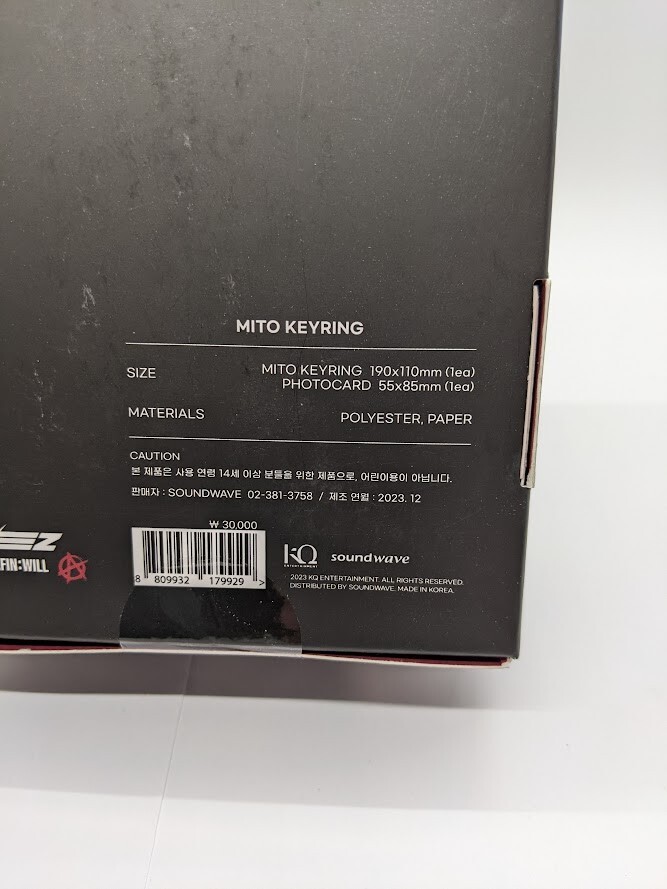 MITO KEYRING
SIZE MITO KEYRING 190x110mm (1ea)
PHOTOCARD 55x85mm (1ea)
MATERIALS POLYESTER, PAPER
CAUTION
본 제품은 사용 연령 14세 이상 분들을 위한 제품으로, 어린이용이 아닙니다.
판매자 : SOUNDWAVE 02-381-3758 / 제조 연월 : 2023. 12
₩ 30,000
EZ
FIN:WILL
8 809932 179929 >
KQ
ENTERTAINMENT
soundwave
2023 KQ ENTERTAINMENT. ALL RIGHTS RESERVED.
DISTRIBUTED BY SOUNDWAVE. MADE IN KOREA.